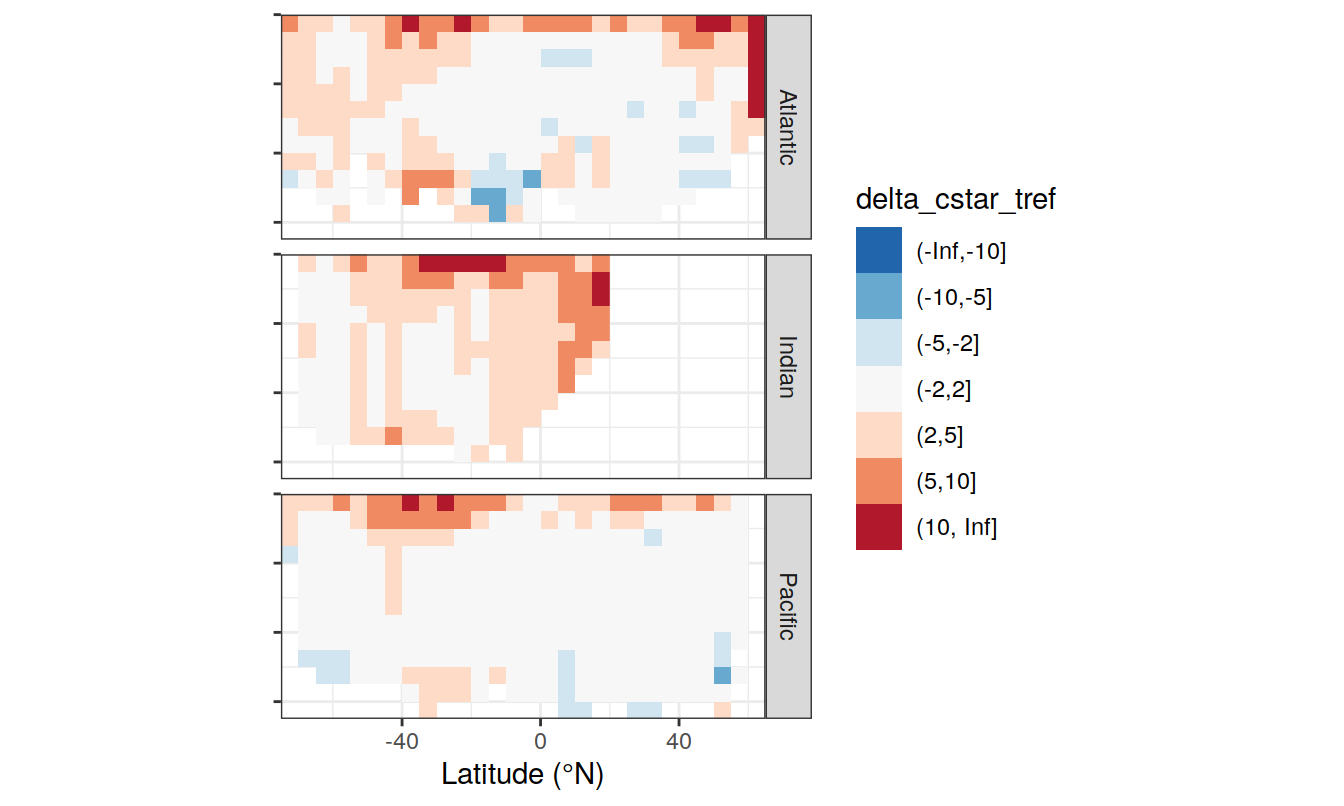 Atlantic
Indian
Pacific
-40 0 40
Latitude (°N)
delta_cstar_tref
(-Inf,-10]
(-10,-5]
(-5,-2]
(-2,2]
(2,5]
(5,10]
(10, Inf]